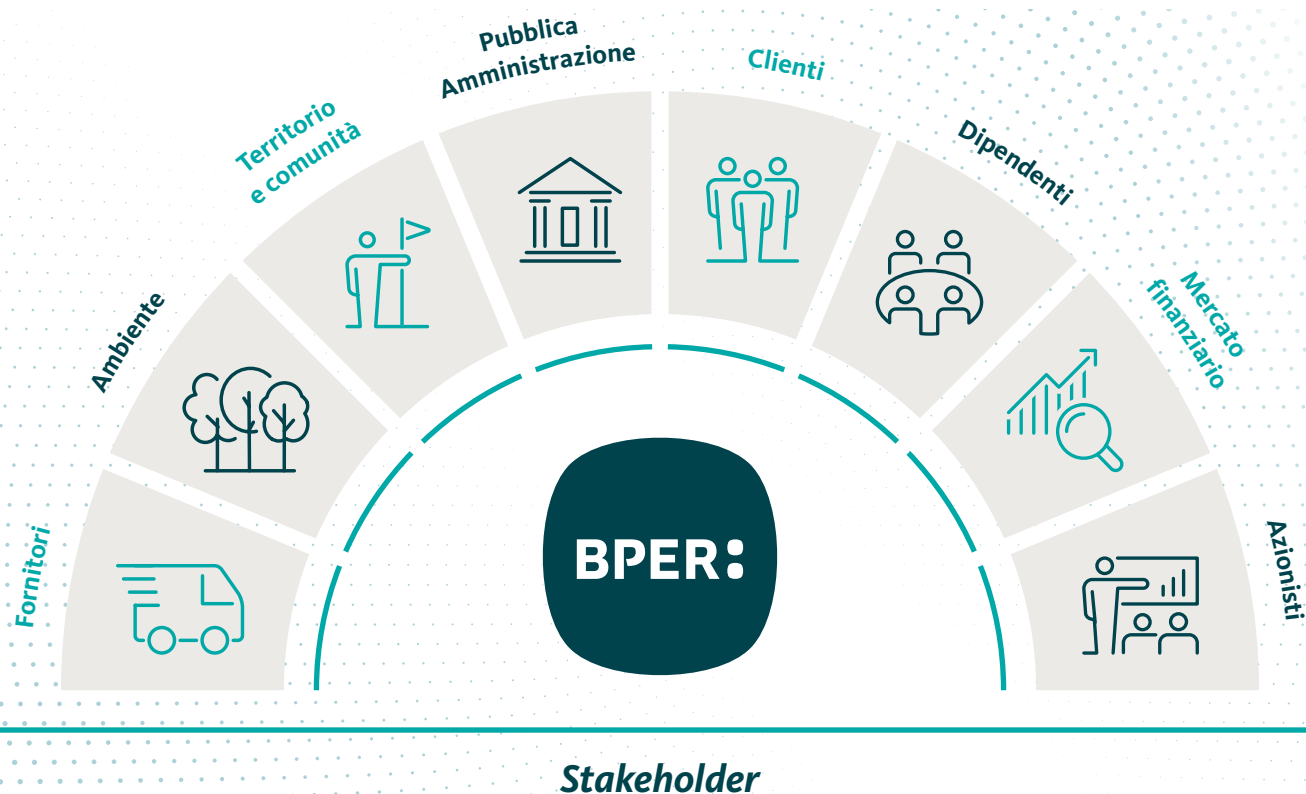 Pubblica
Amministrazione
Clienti
Territorio
e comunità
Dipendenti
Ambiente
Mercato
finanziario
Fornitori
Azionisti
BPER:
Stakeholder